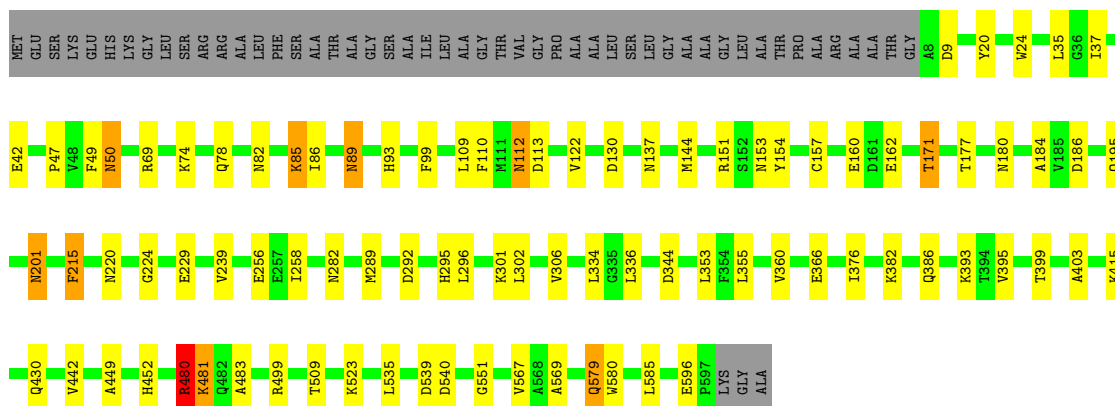 MET GLU SER LYS GLU HIS LYS GLY LEU SER ARG ARG ALA LEU PHE SER ALA THR ALA GLY SER ALA ILE LEU ALA GLY THR VAL GLY PRO ALA ALA LEU SER LEU GLY ALA ALA GLY LEU ALA THR PRO ALA ARG ALA ALA THR GLY A8 D9 Y20 W24 L35 G36 I37
E42 P47 V48 F49 N50 R69 K74 Q78 N82 K85 I86 N89 H93 F99 L109 F110 M111 N112 D113 V122 D130 N137 M144 R151 S152 N153 Y154 C157 E160 D161 E162 T171 T177 N180 A184 V185 D186 Q195
N201 F215 N220 G224 E229 V239 E256 E257 I258 N282 M289 D292 H295 L296 K301 L302 V306 L334 G335 L336 D344 L353 F354 L355 V360 E366 I376 K382 Q386 K393 T394 V395 T399 A403 K415
Q430 V442 A449 H452 R480 K481 Q482 A483 R499 T509 K523 L535 D539 D540 G551 V567 A568 A569 Q579 W580 L585 E596 P597 LYS GLY ALA